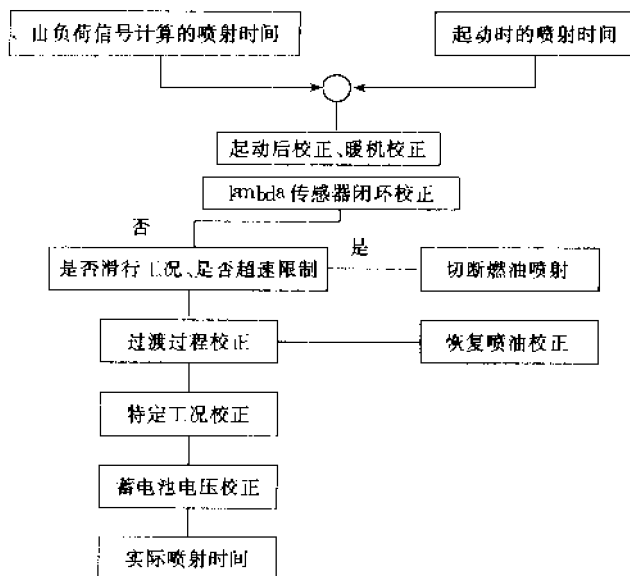 由负荷信号计算的喷射时间
起动时的喷射时间
起动后校正、暖机校正
lambda传感器闭环校正
否
是
是否滑行工况、是否超速限制
切断燃油喷射
过渡过程校正
恢复喷油校正
特定工况校正
蓄电池电压校正
实际喷射时间